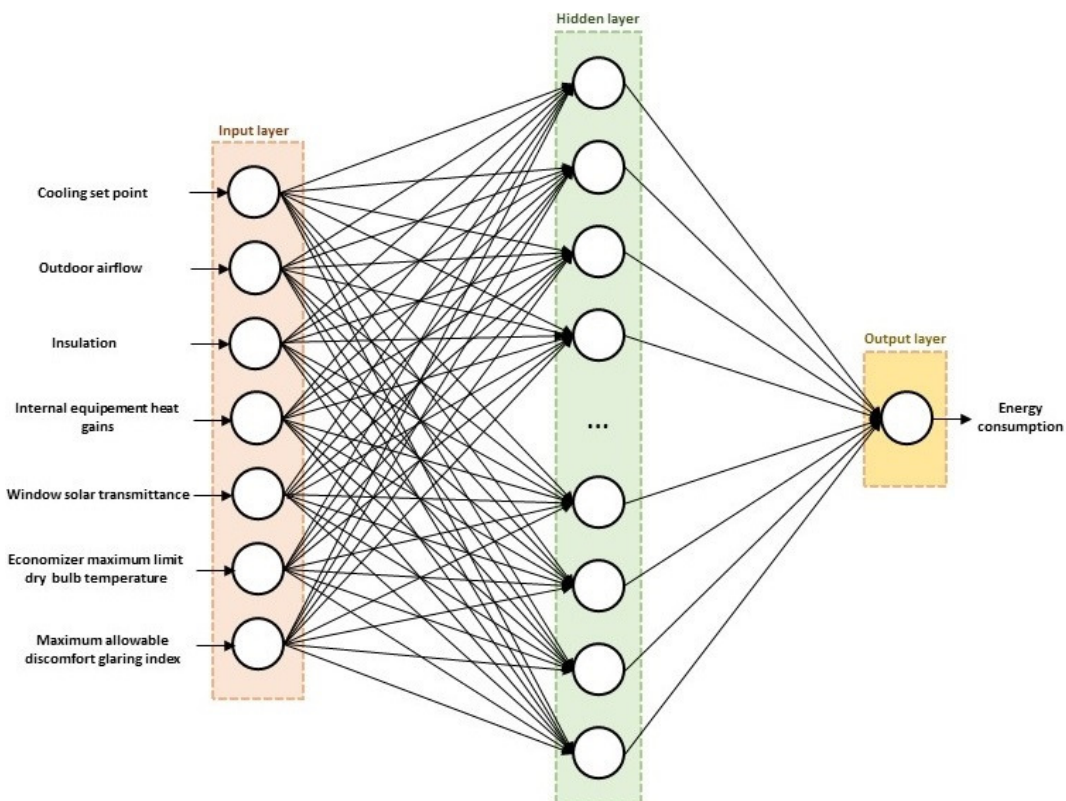 Hidden layer
Input layer
Cooling set point
Outdoor airflow
Insulation
Internal equipement heat
gains
Window solar transmittance
Economizer maximum limit
dry bulb temperature
Maximum allowable
discomfort glaring index
...
Output layer
Energy
consumption